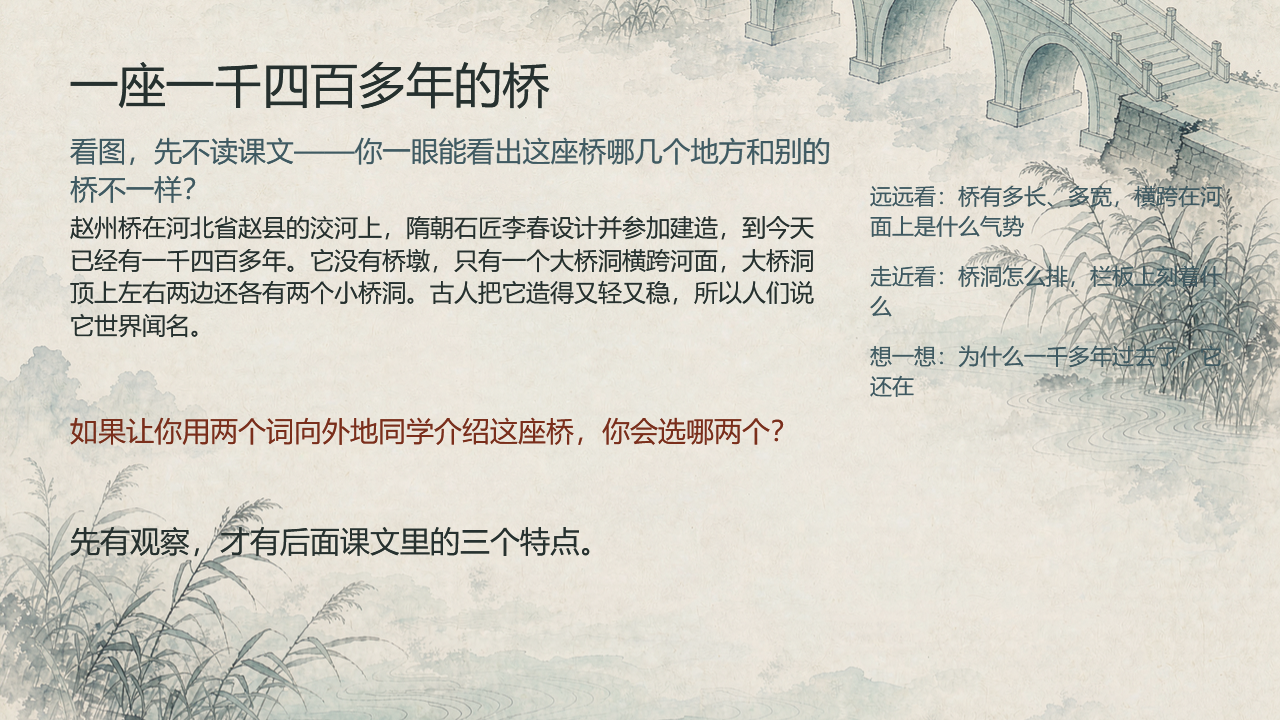 一座一千四百多年的桥
看图，先不读课文——你一眼能看出这座桥哪几个地方和别的
桥不一样？
赵州桥在河北省赵县的洨河上，隋朝石匠李春设计并参加建造，到今天
已经有一千四百多年。它没有桥墩，只有一个大桥洞横跨河面，大桥洞
顶上左右两边还各有两个小桥洞。古人把它造得又轻又稳，所以人们说
它世界闻名。
远远看：桥有多长、多宽，横跨在河
面上是什么气势
走近看：桥洞怎么排，栏板上刻着什
么
想一想：为什么一千多年过去了，它
还在
如果让你用两个词向外地同学介绍这座桥，你会选哪两个？
先有观察，才有后面课文里的三个特点。